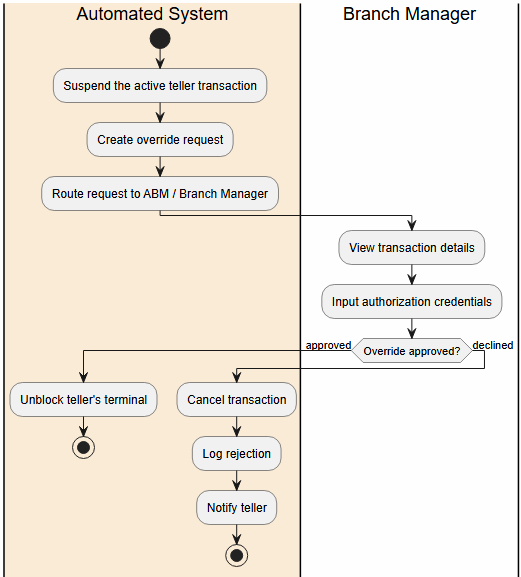 Automated System
Branch Manager
Suspend the active teller transaction
Create override request
Route request to ABM / Branch Manager
View transaction details
Input authorization credentials
approved
Override approved?
declined
Unblock teller's terminal
Cancel transaction
Log rejection
Notify teller